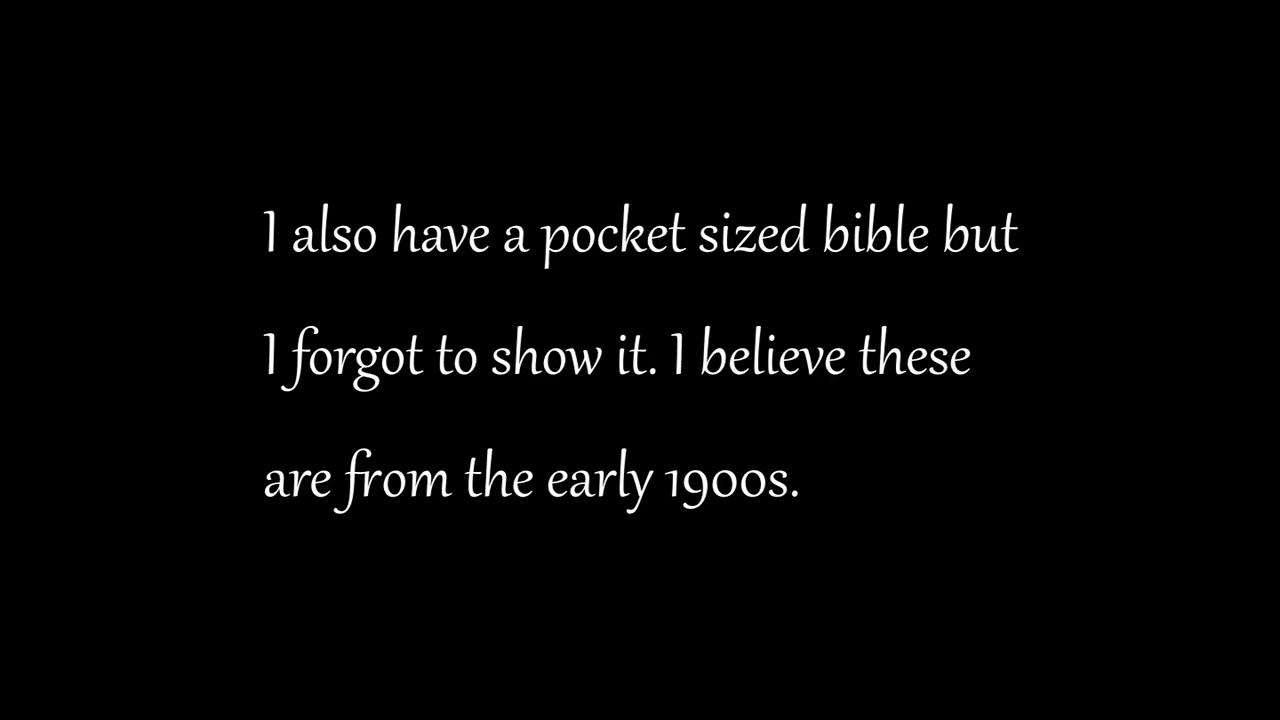 I also have a pocket sized bible but
I forgot to show it. I believe these
are from the early 1900s.